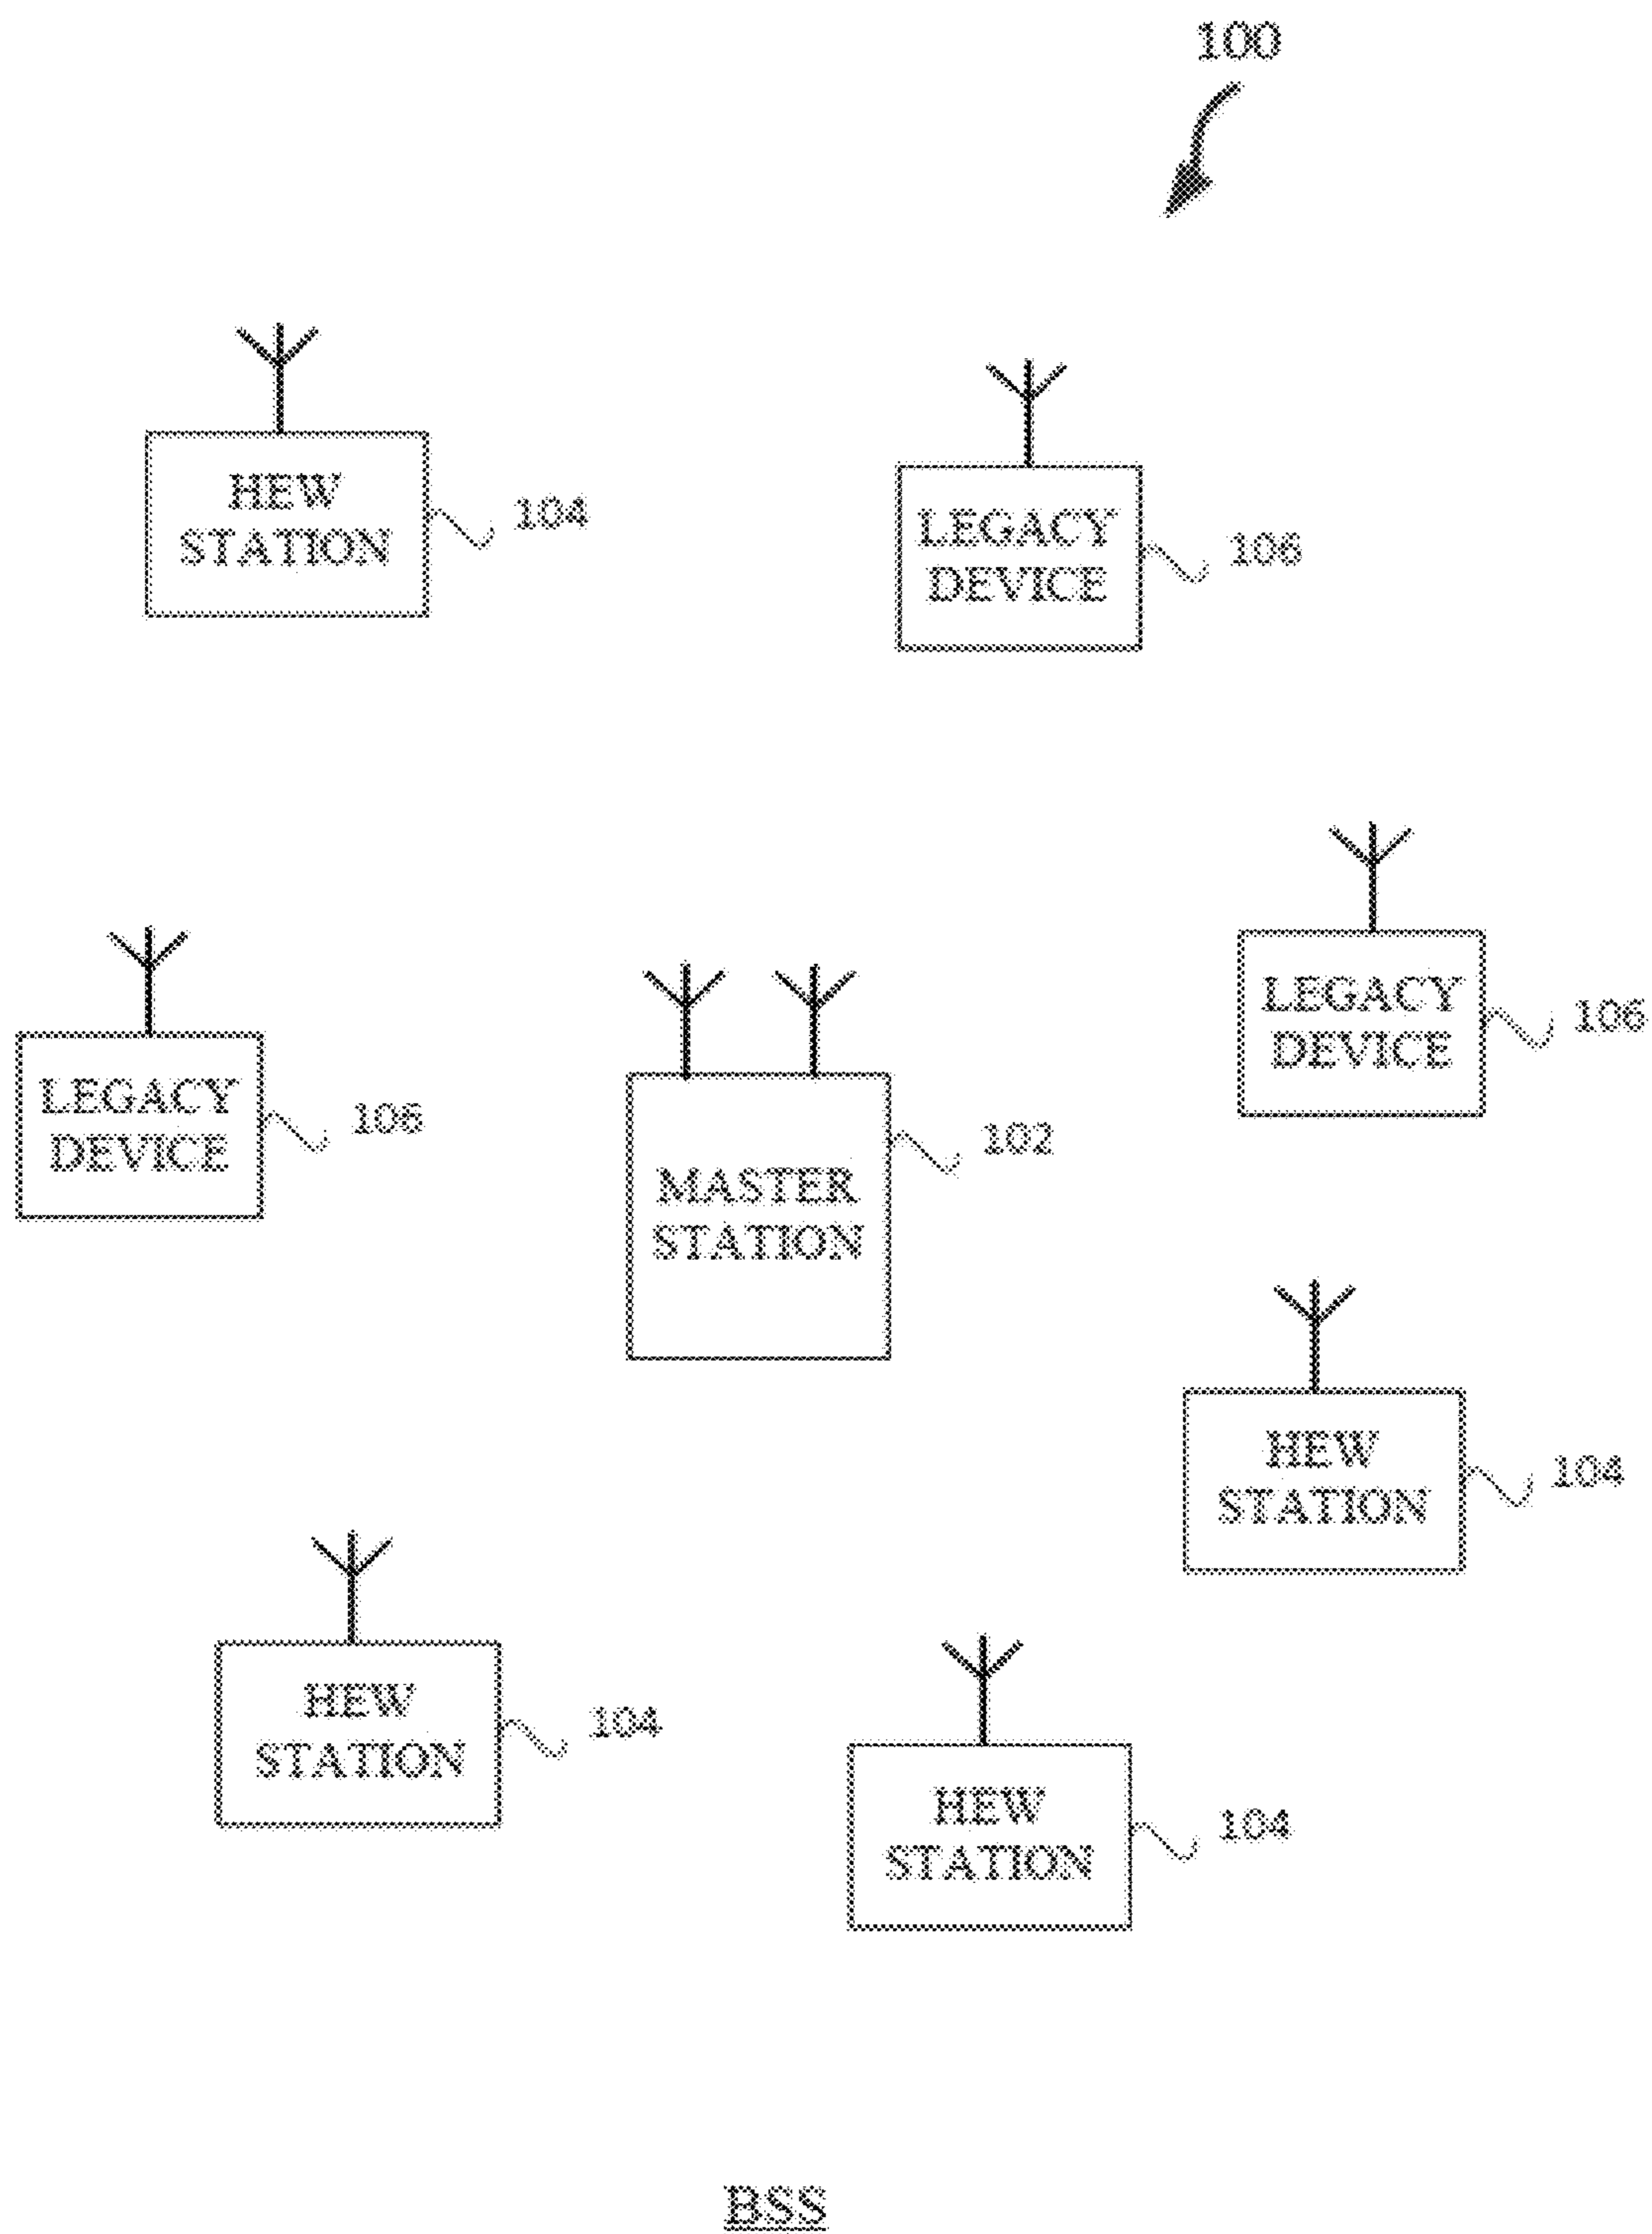 100
HEW
STATION
104
LEGACY
DEVICE
106
LEGACY
DEVICE
106
LEGACY
DEVICE
106
MASTER
STATION
102
HEW
STATION
104
HEW
STATION
104
HEW
STATION
104
BSS